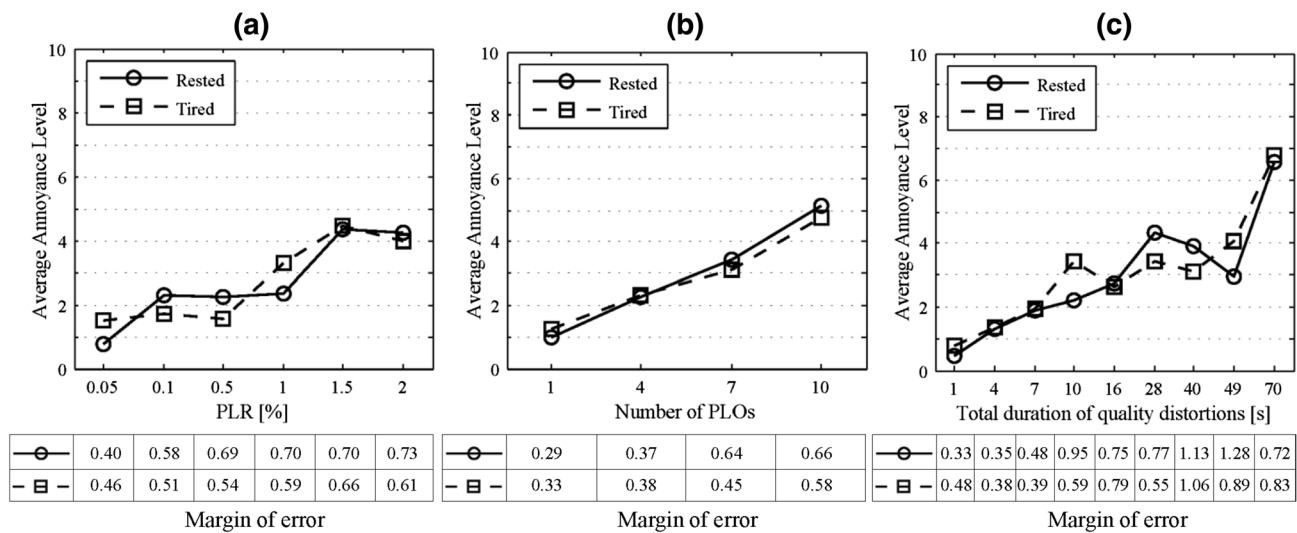 (a)
10
8
6
4
2
0
Average Annoyance Level
Rested
Tired
0.05 0.1 0.5 1 1.5 2
PLR [%]
0.40 0.58 0.69 0.70 0.70 0.73
0.46 0.51 0.54 0.59 0.66 0.61
Margin of error
(b)
10
8
6
4
2
0
Average Annoyance Level
Rested
Tired
1 4 7 10
Number of PLOs
0.29 0.37 0.64 0.66
0.33 0.38 0.45 0.58
Margin of error
(c)
10
8
6
4
2
0
Average Annoyance Level
Rested
Tired
1 4 7 10 16 28 40 49 70
Total duration of quality distortions [s]
0.33 0.35 0.48 0.95 0.75 0.77 1.13 1.28 0.72
0.48 0.38 0.39 0.59 0.79 0.55 1.06 0.89 0.83
Margin of error